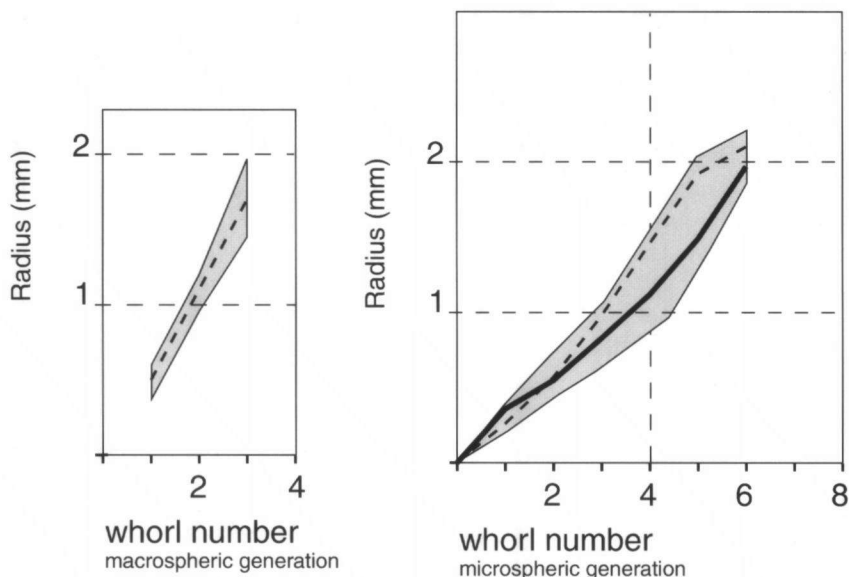 Radius (mm)
2
1
2
4
whorl number
macrospheric generation
Radius (mm)
2
1
2
4
6
8
whorl number
microspheric generation